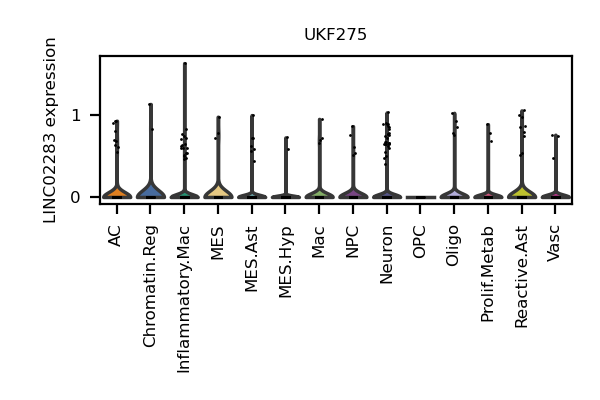 UKF275
LINC02283 expression
1
0
AC
Chromatin.Reg
Inflammatory.Mac
MES
MES.Ast
MES.Hyp
Mac
NPC
Neuron
OPC
Oligo
Prolif.Metab
Reactive.Ast
Vasc